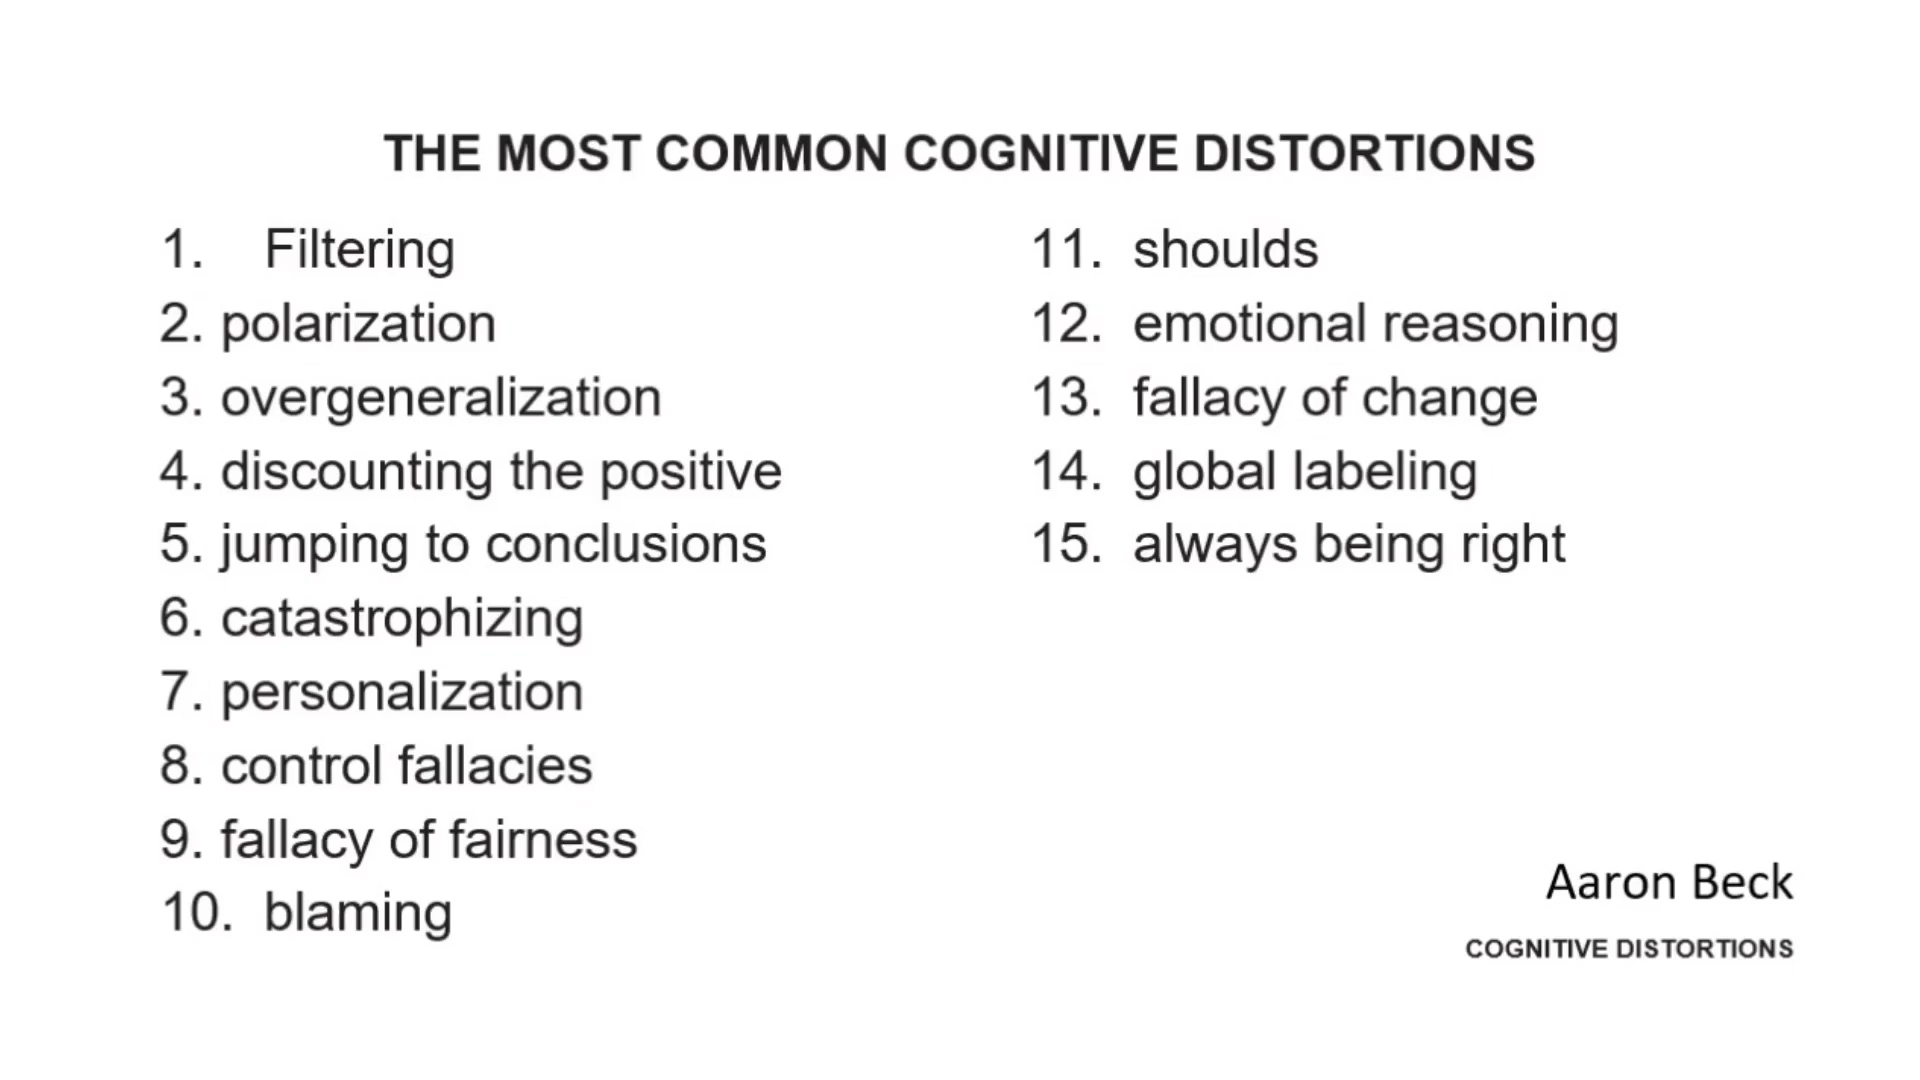 THE MOST COMMON COGNITIVE DISTORTIONS
1. Filtering
2. polarization
3. overgeneralization
4. discounting the positive
5. jumping to conclusions
6. catastrophizing
7. personalization
8. control fallacies
9. fallacy of fairness
10. blaming
11. shoulds
12. emotional reasoning
13. fallacy of change
14. global labeling
15. always being right
Aaron Beck
COGNITIVE DISTORTIONS